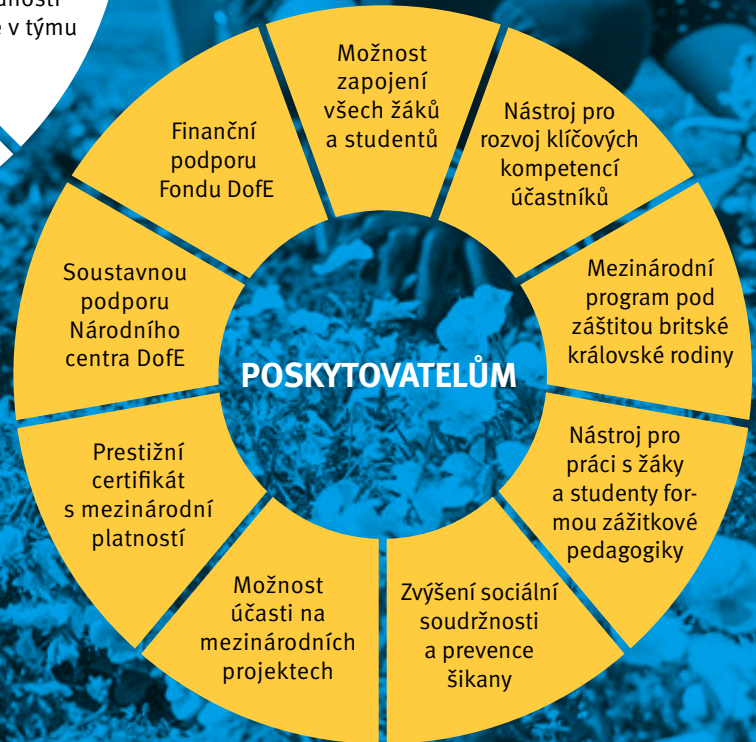 e v týmu
Možnost
zapojení
všech žáků
a studentů
Nástroj pro
rozvoj klíčových
kompetencí
účastníků
Mezinárodní
program pod
záštitou britské
královské rodiny
Nástroj pro
práci s žáky
a studenty for-
mou zážitkové
pedagogiky
Zvýšení sociální
soudržnosti
a prevence
šikany
Možnost
účasti na
mezinárodních
projektech
Prestižní
certifikát
s mezinárodní
platností
Soustavnou
podporu
Národního
centra DofE
Finanční
podporu
Fondu DofE
POSKYTOVATELŮM